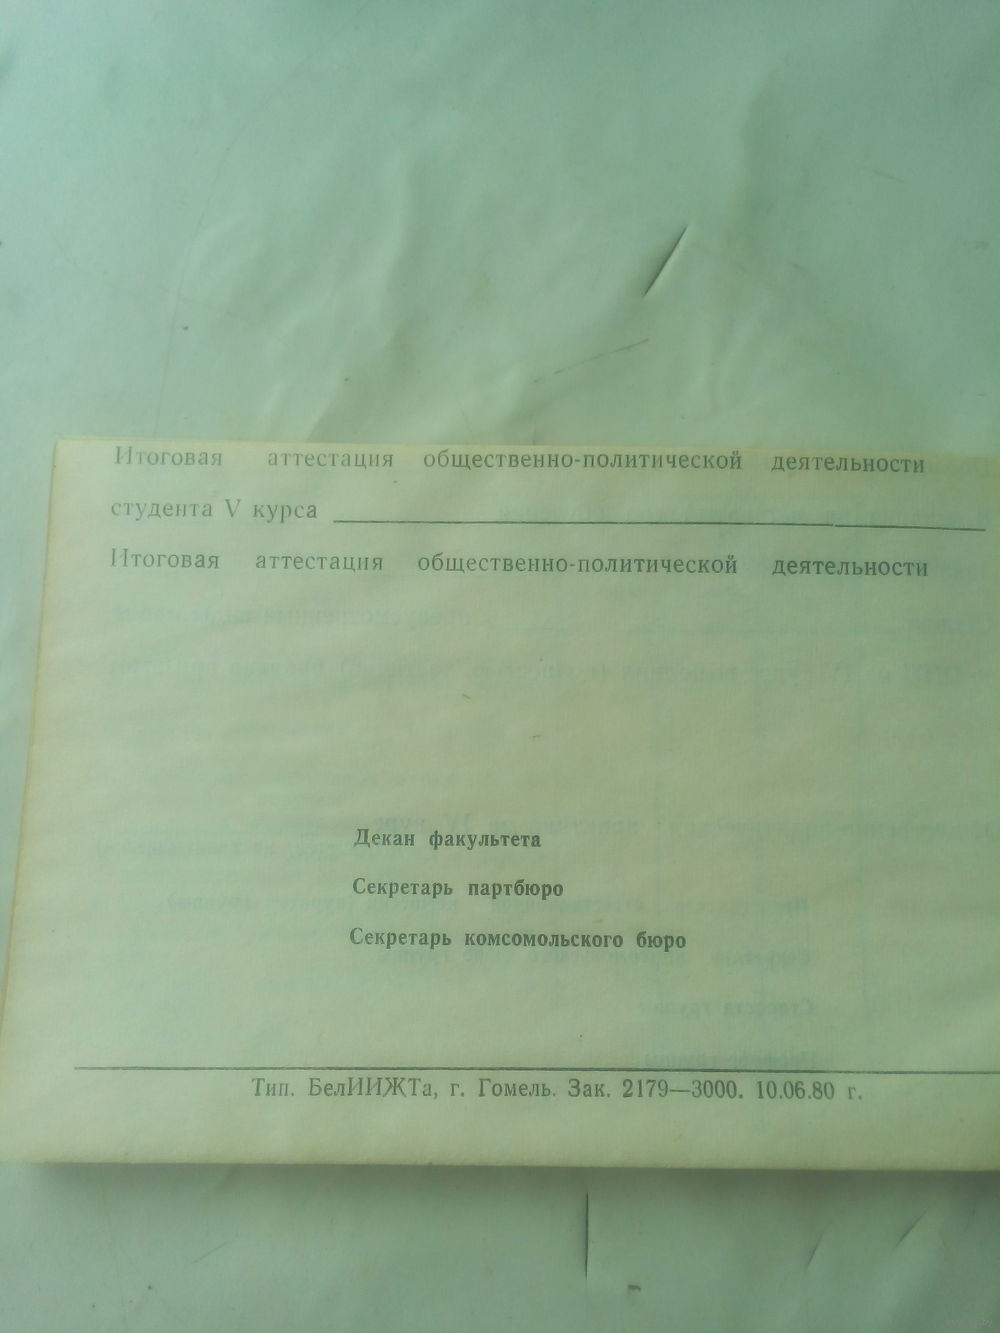 Итоговая аттестация общественно-политической деятельности
студента V курса
Итоговая аттестация общественно-политической деятельности
Декан факультета
Секретарь партбюро
Секретарь комсомольского бюро
Тип. БелИИЖТа, г. Гомель. Зак. 2179—3000. 10.06.80 г.